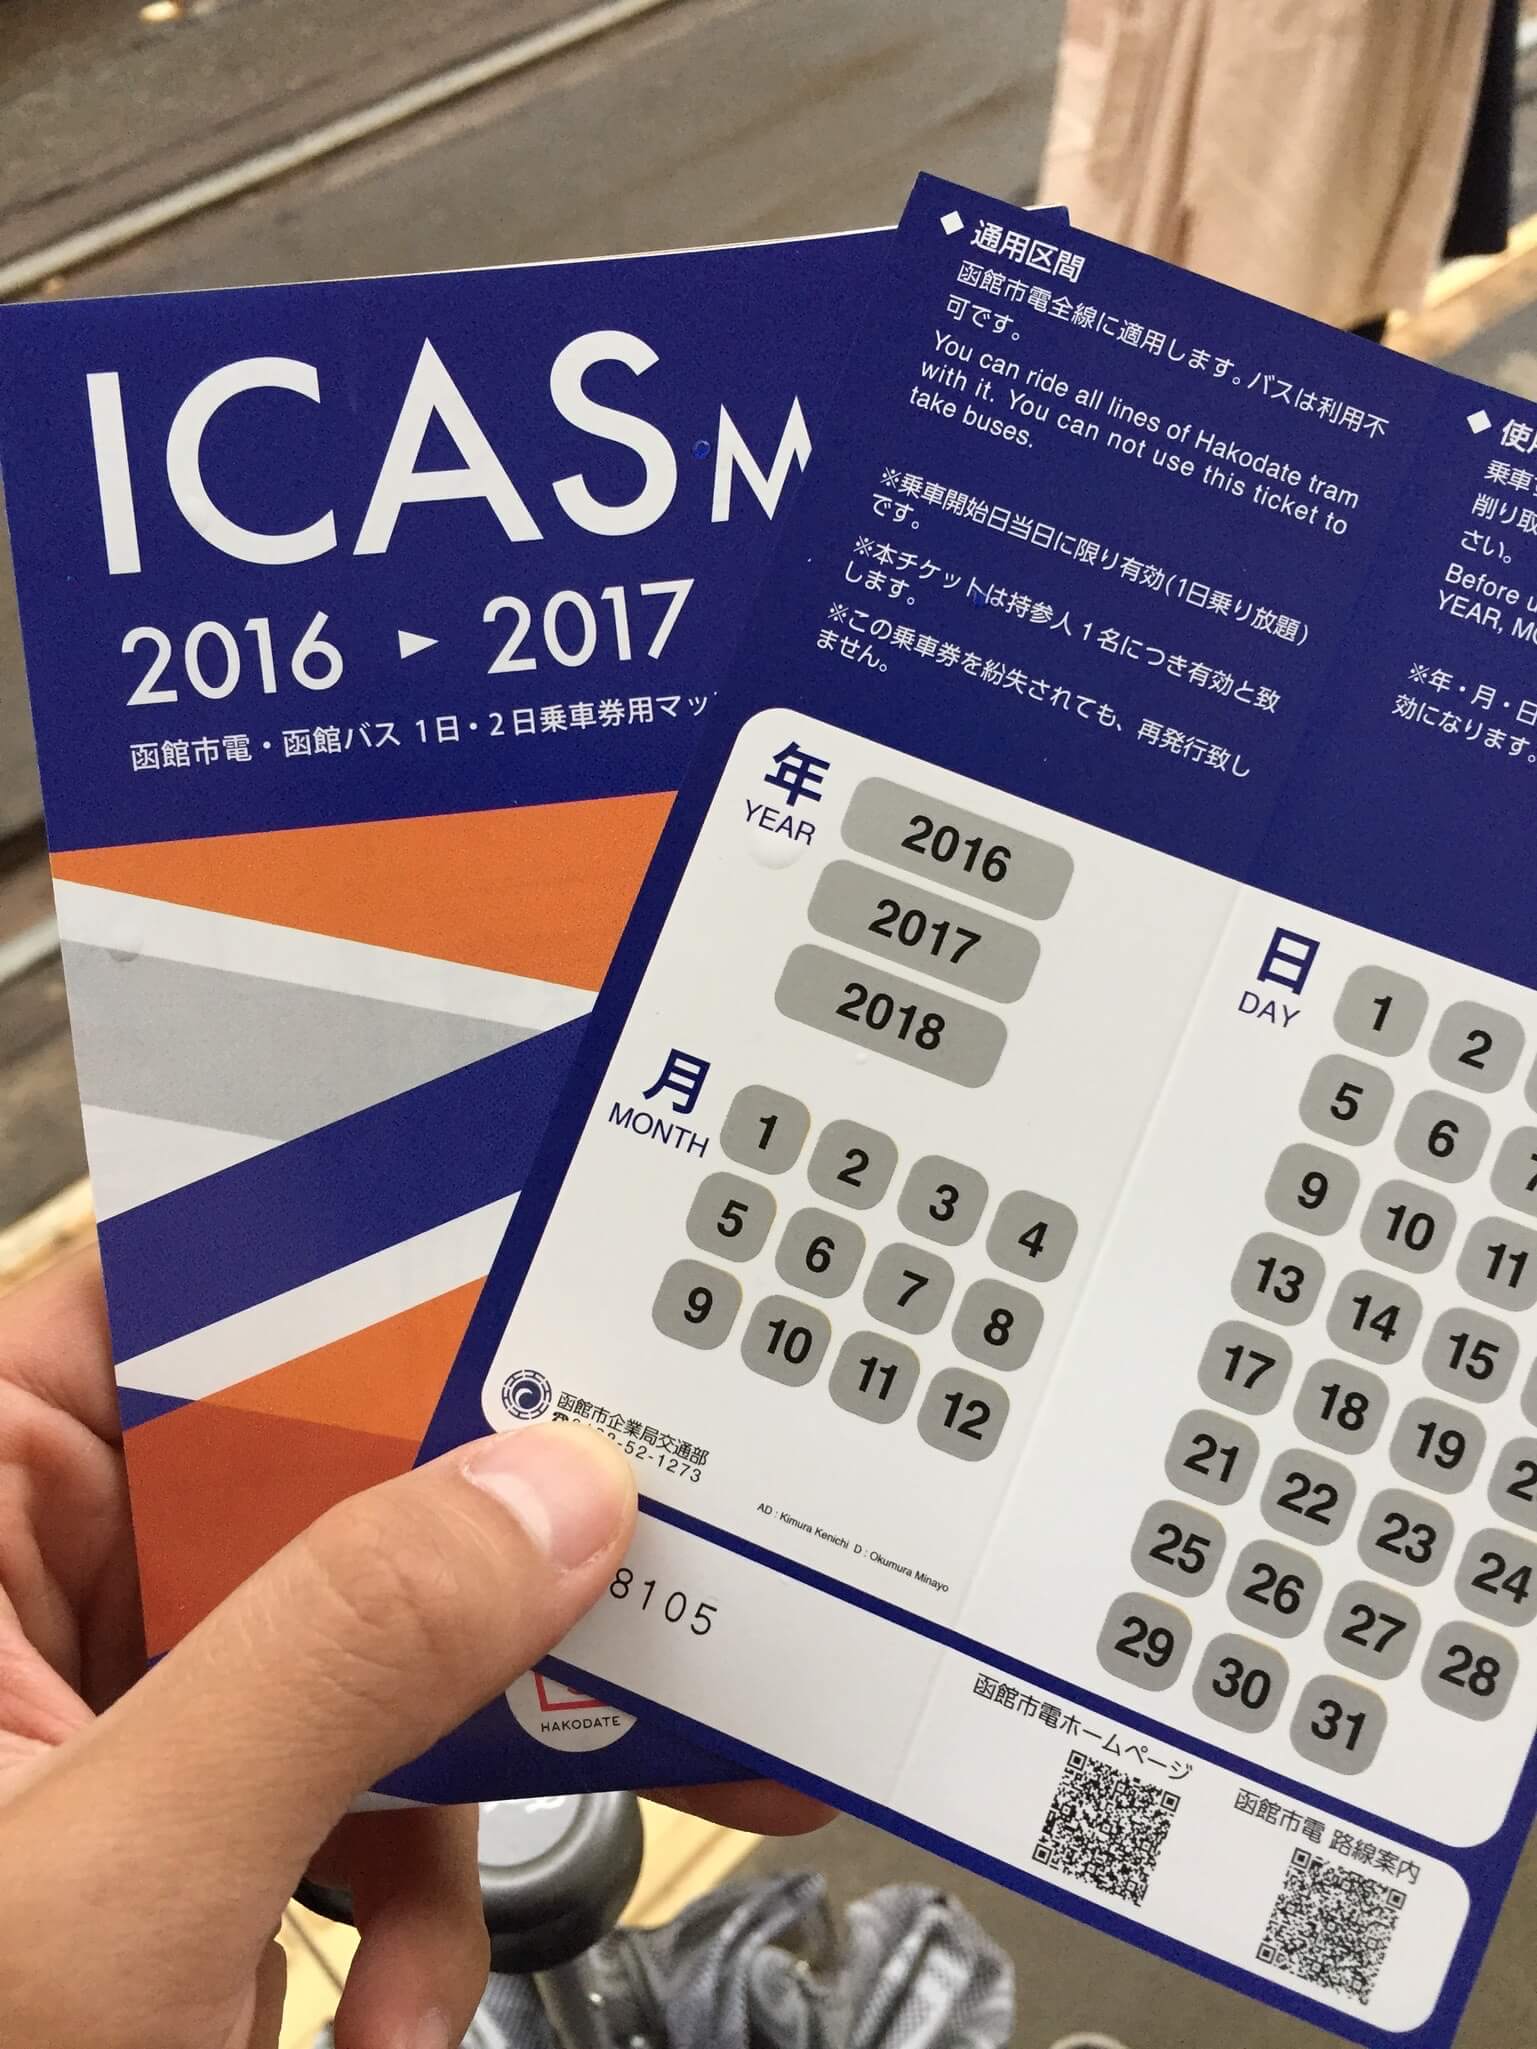 ICAS M
2016 ▶ 2017
函館市電・函館バス 1日・2日乗車券用マッ
HAKODATE
◆ 通用区間
函館市電全線に適用します。バスは利用不
可です。
You can ride all lines of Hakodate tram
with it. You can not use this ticket to
take buses.
※乗車開始日当日に限り有効(1日乗り放題)
です。
※本チケットは持参人1名につき有効と致
します。
※この乗車券を紛失されても、再発行致し
ません。
◆ 使
乗車
削り取
さい。
Before u
YEAR, MO
※年・月・日
効になります。
年
YEAR
2016
2017
2018
月
MONTH
1 2 3 4
5 6 7 8
9 10 11 12
日
DAY
1 2
5 6 7
9 10 11
13 14 15
17 18 19
21 22 23 24
25 26 27 28
29 30 31
函館市企業局交通部
-52-1273
AD : Kimura Kenichi D : Okumura Minayo
8105
函館市電ホームページ
函館市電 路線案内